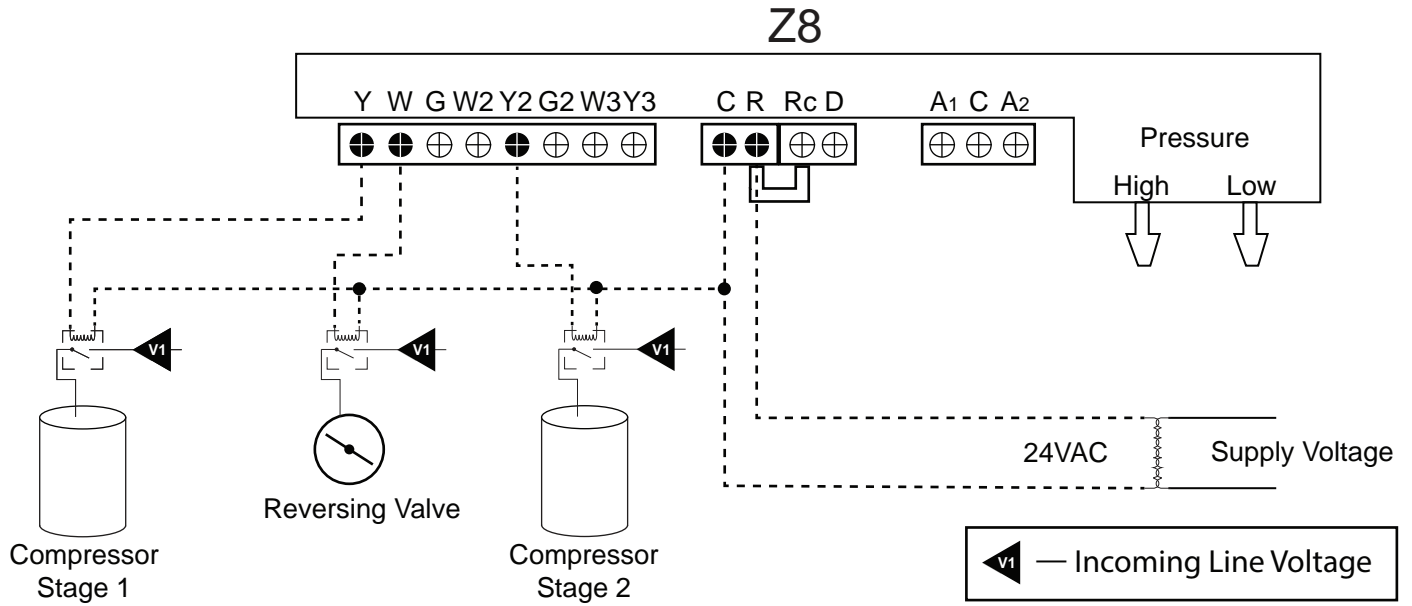 Z8
Y W G W2 Y2 G2 W3 Y3 C R Rc D A1 C A2
Pressure
High Low
V1 V1 V1
24VAC Supply Voltage
Reversing Valve
Compressor
Stage 1
Compressor
Stage 2
V1 — Incoming Line Voltage